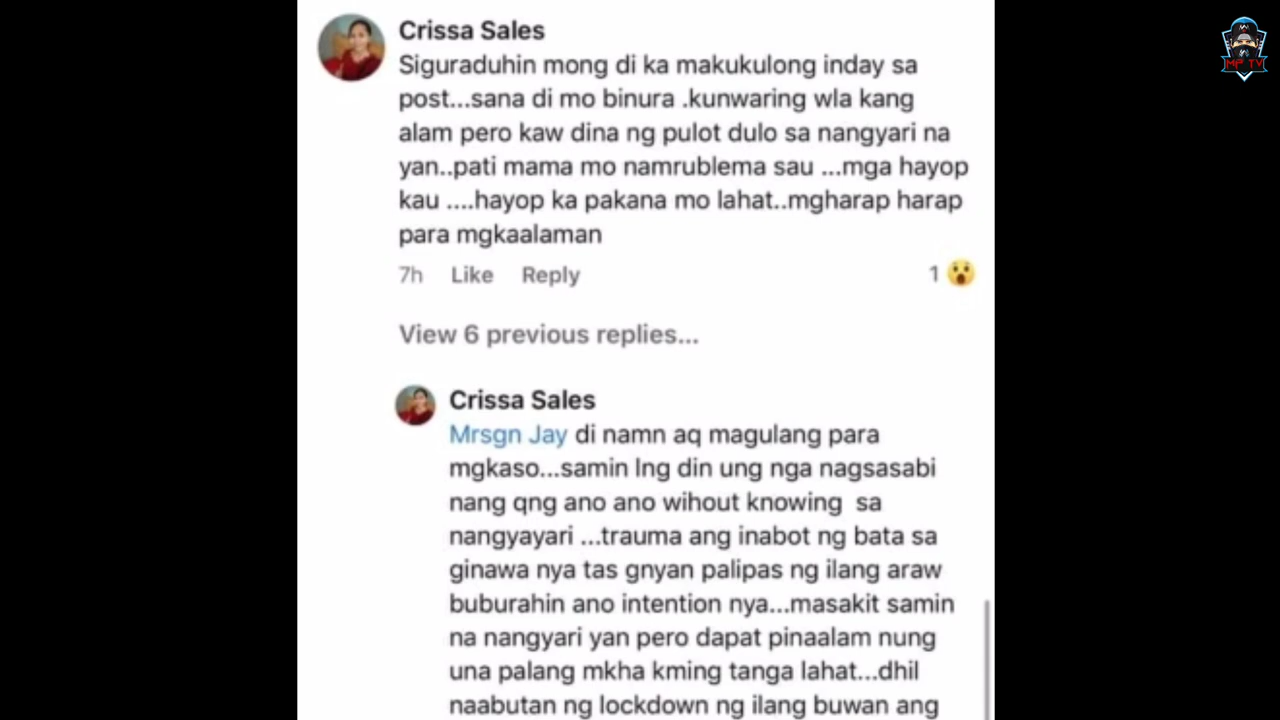 Crissa Sales
Siguraduhin mong di ka makukulong inday sa
post...sana di mo binura .kunwaring wla kang
alam pero kaw dina ng pulot dulo sa nangyari na
yan..pati mama mo namrublema sau ...mga hayop
kau ....hayop ka pakana mo lahat..mgharap harap
para mgkaalaman
7h Like Reply 1
View 6 previous replies...
Crissa Sales
Mrsgn Jay di namn aq magulang para
mgkaso...samin lng din ung nga nagsasabi
nang qng ano ano wihout knowing sa
nangyayari ...trauma ang inabot ng bata sa
ginawa nya tas gnyan palipas ng ilang araw
buburahin ano intention nya...masakit samin
na nangyari yan pero dapat pinaalam nung
una palang mkha kming tanga lahat...dhil
naabutan ng lockdown ng ilang buwan ang
MP TV